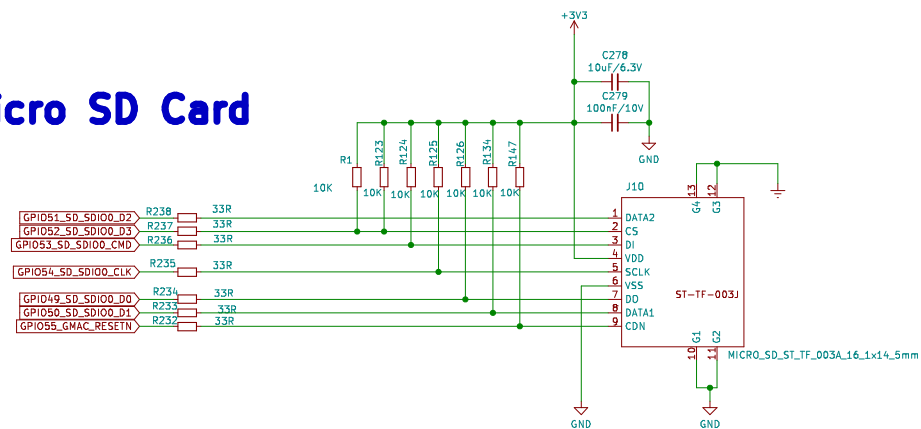 +3V3
C278
10uF/6.3V
C279
100nF/10V
GND
icro SD Card
R1
R123
R124
R125
R126
R134
R147
10K
10K
10K
10K
10K
10K
10K
J10
13
12
G4
G3
GPIO51_SD_SDIO0_D2
R238
33R
1
DATA2
GPIO52_SD_SDIO0_D3
R237
33R
2
CS
GPIO53_SD_SDIO0_CMD
R236
33R
3
DI
4
VDD
GPIO54_SD_SDIO0_CLK
R235
33R
5
SCLK
6
VSS
ST-TF-003J
GPIO49_SD_SDIO0_D0
R234
33R
7
DO
GPIO50_SD_SDIO0_D1
R233
33R
8
DATA1
GPIO55_GMAC_RESETN
R232
33R
9
CDN
G1
G2
10
11
MICRO_SD_ST_TF_003A_16_1x14_5mm
GND
GND